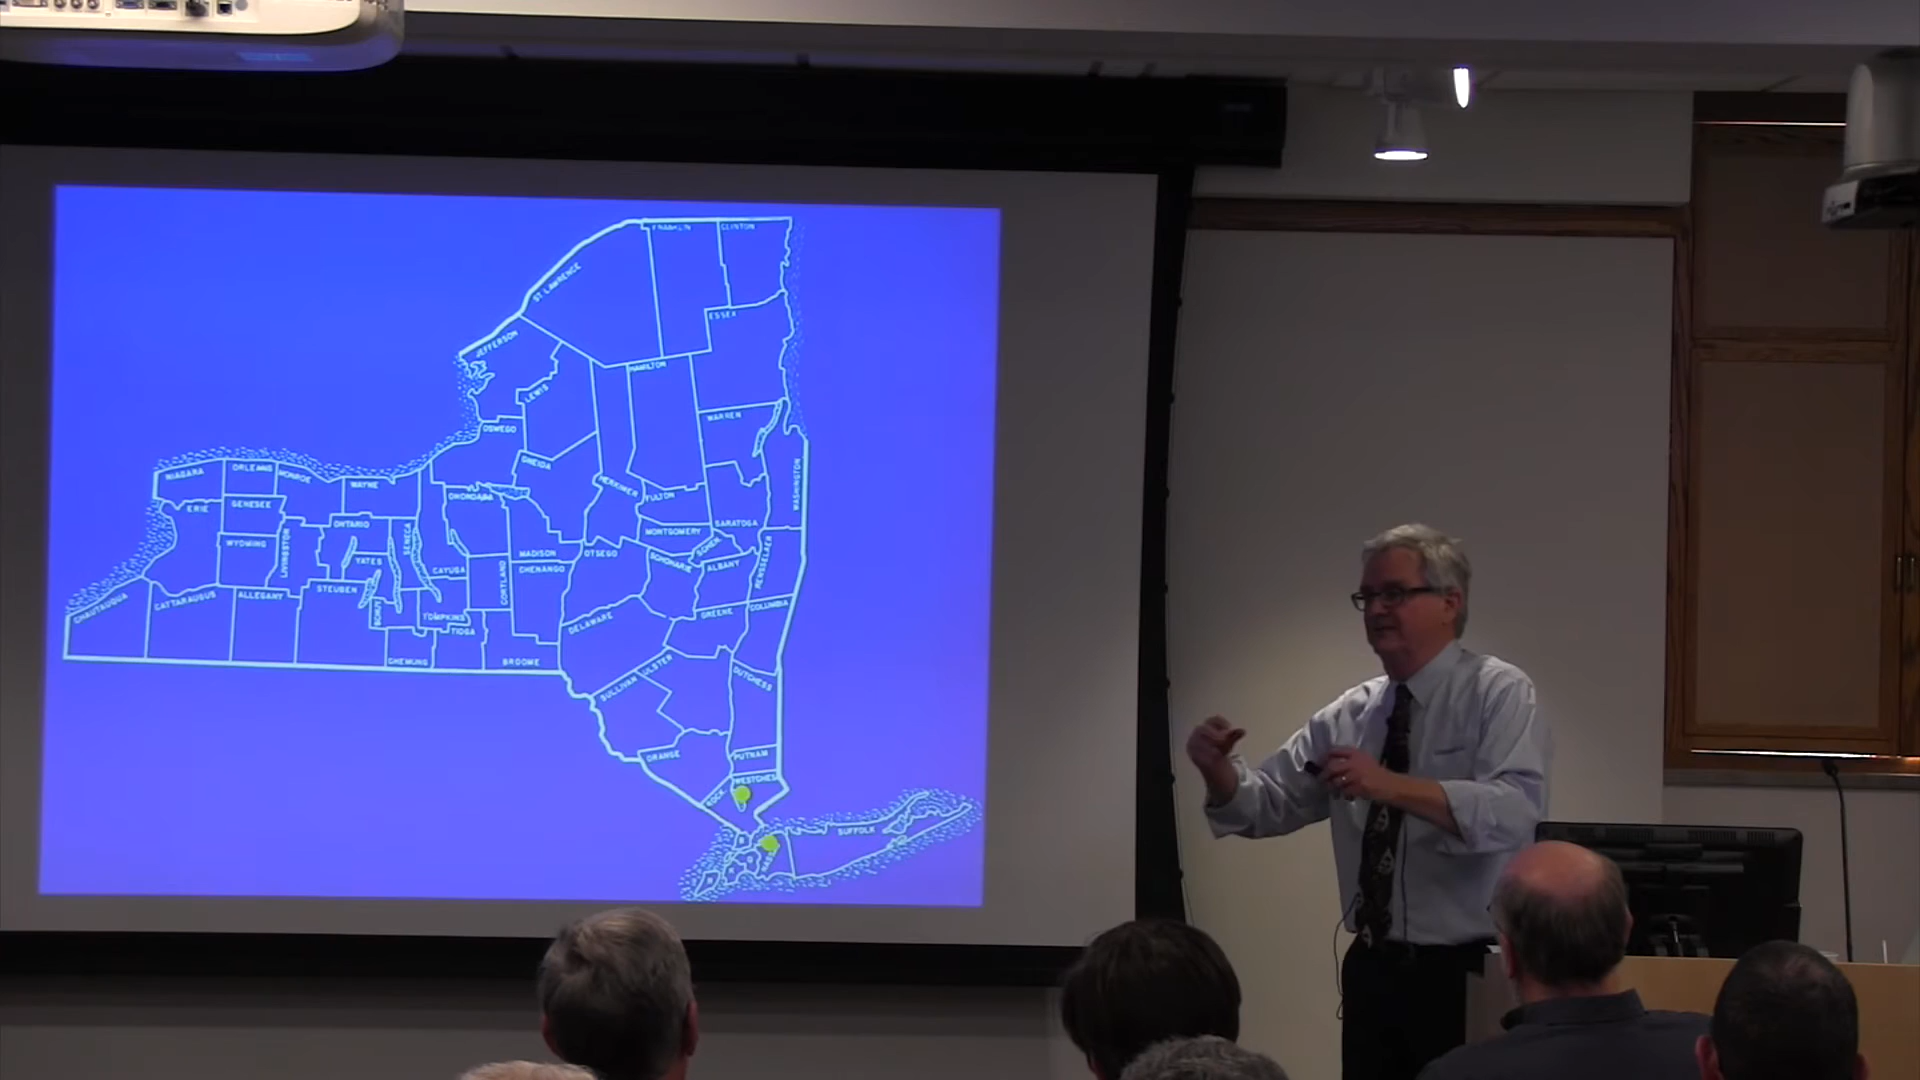 FRANKLIN
CLINTON
ST. LAWRENCE
ESSEX
JEFFERSON
HAMILTON
LEWIS
WARREN
OSWEGO
ONEIDA
WASHINGTON
NIAGARA
ORLEANS
MONROE
WAYNE
HERKIMER
FULTON
ONONDAGA
ERIE
GENESEE
ONTARIO
SENECA
SARATOGA
MONTGOMERY
WYOMING
LIVINGSTON
YATES
CAYUGA
MADISON
OTSEGO
SCHEN.
SCHOHARIE
ALBANY
RENSSELAER
CHENANGO
CORTLAND
CHAUTAUQUA
CATTARAUGUS
ALLEGANY
STEUBEN
SCHUY.
TOMPKINS
TIOGA
DELAWARE
GREENE
COLUMBIA
CHEMUNG
BROOME
SULLIVAN
ULSTER
DUTCHESS
ORANGE
PUTNAM
WESTCHES
ROCK.
SUFFOLK